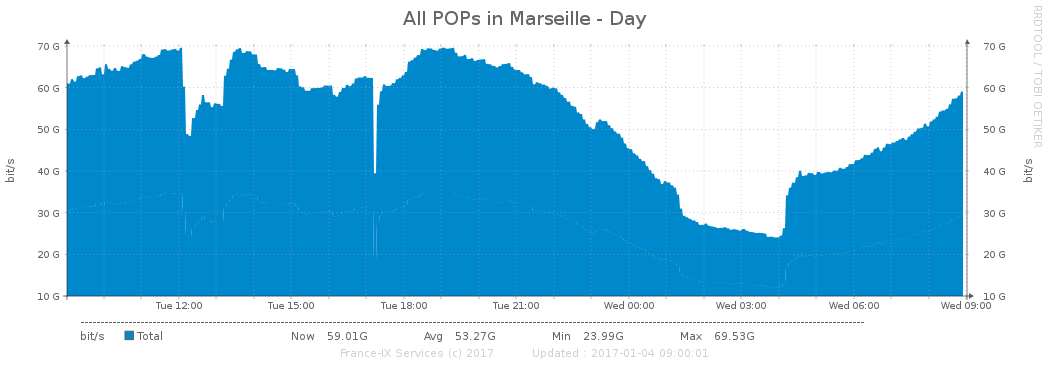 All POPs in Marseille - Day
RRDTOOL / TOBI OETIKER
70 G 70 G
60 G 60 G
50 G 50 G
40 G 40 G
30 G 30 G
20 G 20 G
10 G 10 G
bit/s
bit/s
Tue 12:00 Tue 15:00 Tue 18:00 Tue 21:00 Wed 00:00 Wed 03:00 Wed 06:00 Wed 09:00
bit/s Total Now 59.01G Avg 53.27G Min 23.99G Max 69.53G
France-IX Services (c) 2017 Updated : 2017-01-04 09:00:01